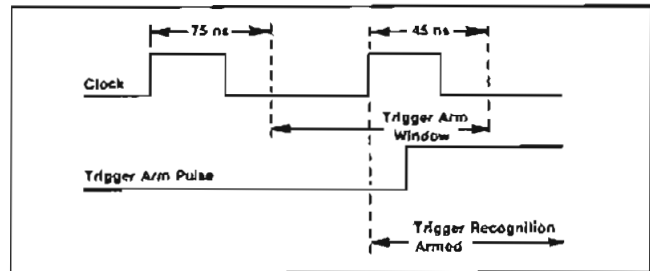 75 ns
45 ns
Clock
Trigger Arm
Window
Trigger Arm Pulse
Trigger Recognition
Armed